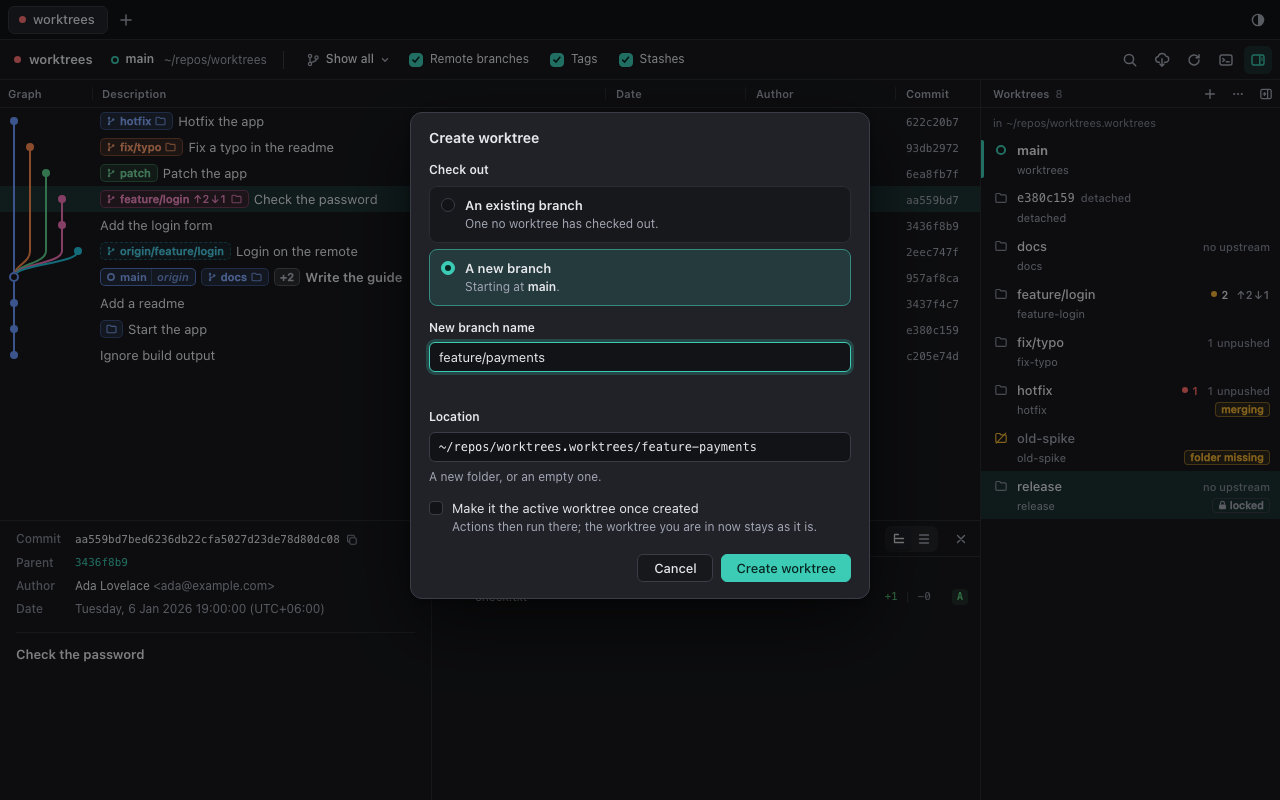 worktrees
worktrees main ~/repos/worktrees Show all Remote branches Tags Stashes
Graph Description Date Author Commit
hotfix Hotfix the app 622c20b7
fix/typo Fix a typo in the readme 93db2972
patch Patch the app 6ea8fb7f
feature/login ↑2↓1 Check the password aa559bd7
Add the login form 3436f8b9
origin/feature/login Login on the remote 2eec747f
main origin docs +2 Write the guide 957af8ca
Add a readme 3437f4c7
Start the app e380c159
Ignore build output c205e74d
Create worktree
Check out
An existing branch
One no worktree has checked out.
A new branch
Starting at main.
New branch name
feature/payments
Location
~/repos/worktrees.worktrees/feature-payments
A new folder, or an empty one.
Make it the active worktree once created
Actions then run there; the worktree you are in now stays as it is.
Cancel Create worktree
Worktrees 8
in ~/repos/worktrees.worktrees
main
worktrees
e380c159 detached
detached
docs no upstream
docs
feature/login 2 ↑2↓1
feature-login
fix/typo 1 unpushed
fix-typo
hotfix 1 1 unpushed
hotfix merging
old-spike
old-spike folder missing
release no upstream
release locked
Commit aa559bd7bed6236db22cfa5027d23de78d80dc08
Parent 3436f8b9
Author Ada Lovelace <ada@example.com>
Date Tuesday, 6 Jan 2026 19:00:00 (UTC+06:00)
Check the password
+1 | −0 A